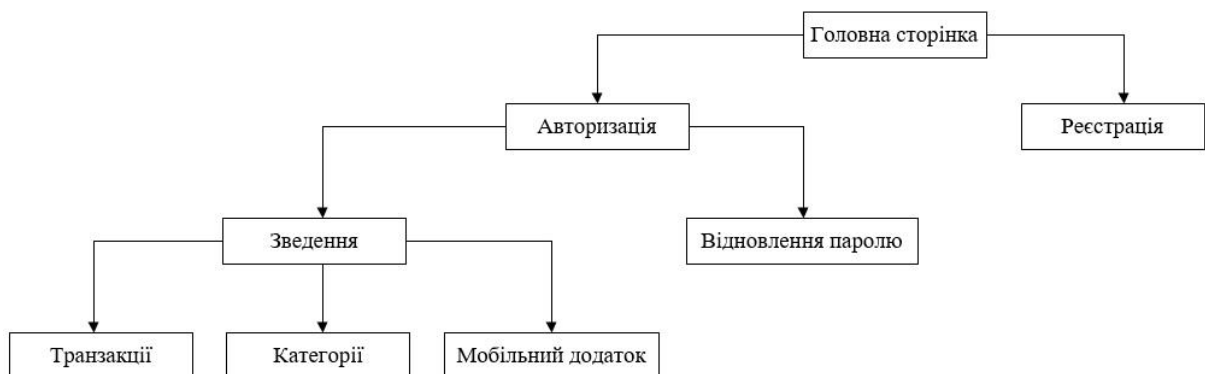 Головна сторінка
Авторизація
Реєстрація
Зведення
Відновлення паролю
Транзакції
Категорії
Мобільний додаток